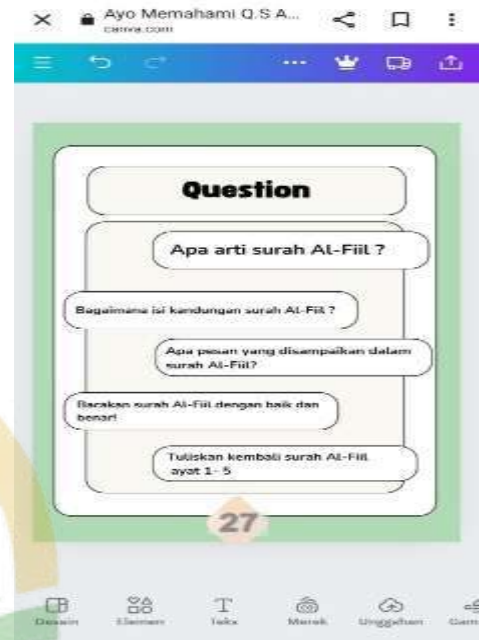 Ayo Memahami Q.S A...
canva.com
Question
Apa arti surah Al-Fiil ?
Bagaimana isi kandungan surah Al-Fiil ?
Apa pesan yang disampaikan dalam
surah Al-Fiil?
Bacakan surah Al-Fiil dengan baik dan
benar!
Tuliskan kembali surah Al-Fiil
ayat 1- 5
27
Desain
Elemen
Teks
Merek
Unggahan
Gam